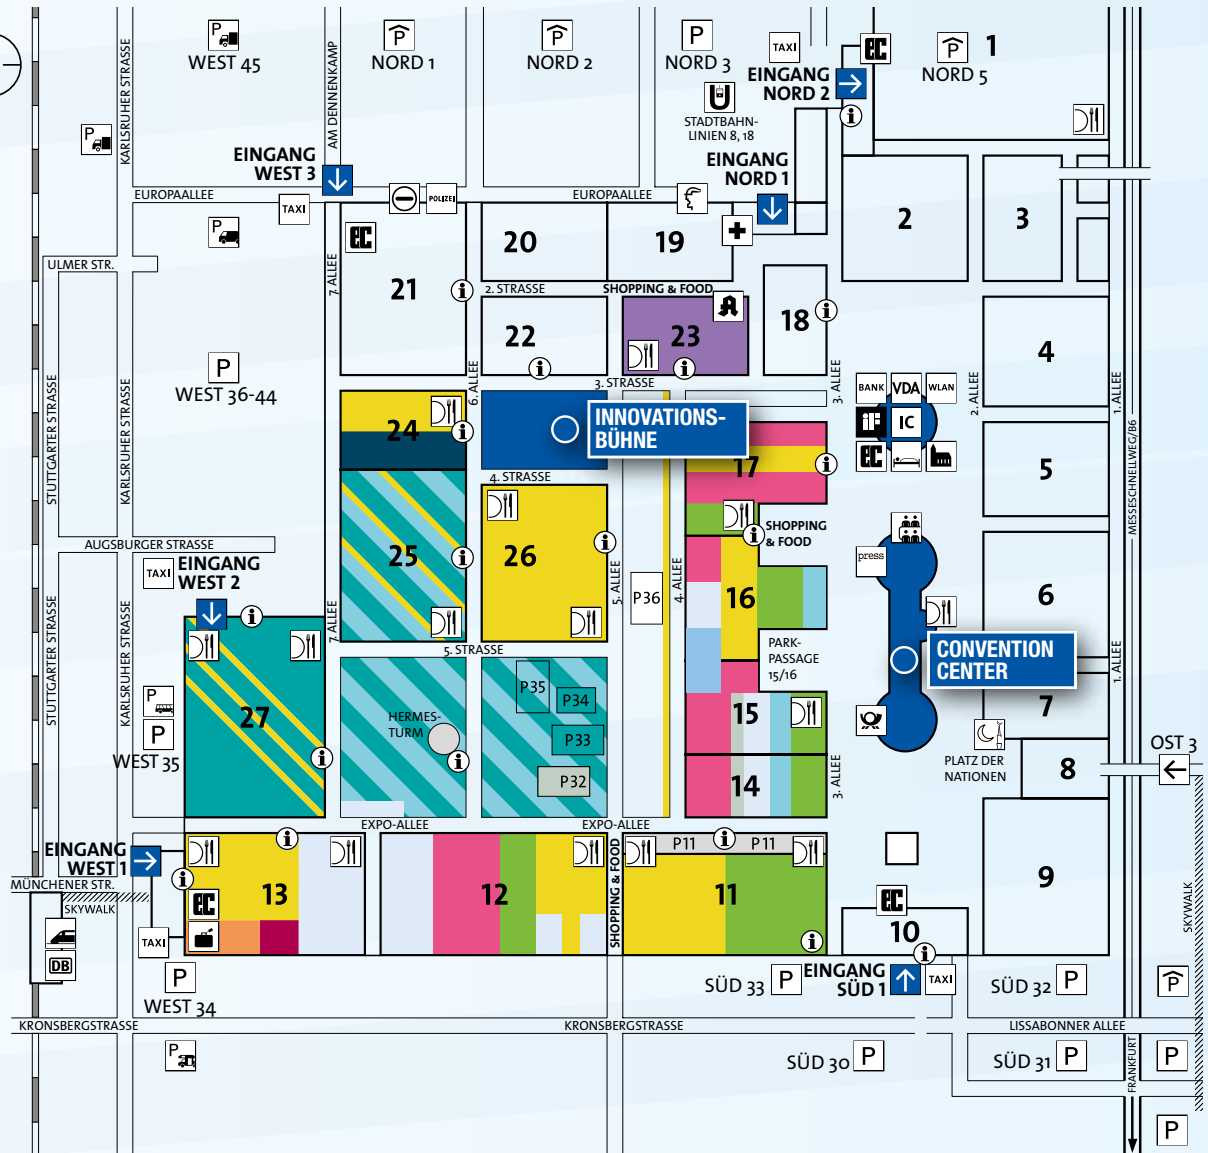 P
WEST 45
P
NORD 1
P
NORD 2
P
NORD 3
TAXI
EINGANG
NORD 2
EC
P
NORD 5
1
KARLSRUHER STRASSE
AM DENNENKAMP
U
STADTBAHN-
LINIEN 8, 18
i
P
EINGANG
WEST 3
EINGANG
NORD 1
EUROPAALLEE
TAXI
POLIZEI
EUROPAALLEE
2
3
P
EC
20
19
ULMER STR.
7. ALLEE
21
i
2. STRASSE
SHOPPING & FOOD
A
22
23
18
i
4
i
i
P
WEST 36-44
6. ALLEE
3. STRASSE
3. ALLEE
BANK
VDA
WLAN
2. ALLEE
1. ALLEE
STUTTGARTER STRASSE
KARLSRUHER STRASSE
24
i
INNOVATIONS-
BÜHNE
IC
EC
MESSESCHNELLWEG/B6
17
i
5
4. STRASSE
AUGSBURGER STRASSE
25
i
26
i
SHOPPING
& FOOD
i
press
TAXI
EINGANG
WEST 2
5. ALLEE
P36
4. ALLEE
16
6
i
7. ALLEE
STUTTGARTER STRASSE
KARLSRUHER STRASSE
5. STRASSE
PARK-
PASSAGE
15/16
CONVENTION
CENTER
1. ALLEE
P
P
WEST 35
27
i
HERMES-
TURM
i
P35
P34
P33
P32
15
14
3. ALLEE
7
PLATZ DER
NATIONEN
8
OST 3
EXPO-ALLEE
EXPO-ALLEE
EINGANG
WEST 1
i
i
MÜNCHENER STR.
SKYWALK
13
EC
12
SHOPPING & FOOD
P11
i
P11
11
i
9
EC
10
i
SKYWALK
DB
TAXI
P
WEST 34
SÜD 33
P
EINGANG
SÜD 1
TAXI
SÜD 32
P
P
KRONSBERGSTRASSE
KRONSBERGSTRASSE
LISSABONNER ALLEE
P
SÜD 30
P
SÜD 31
P
FRANKFURT
P
P